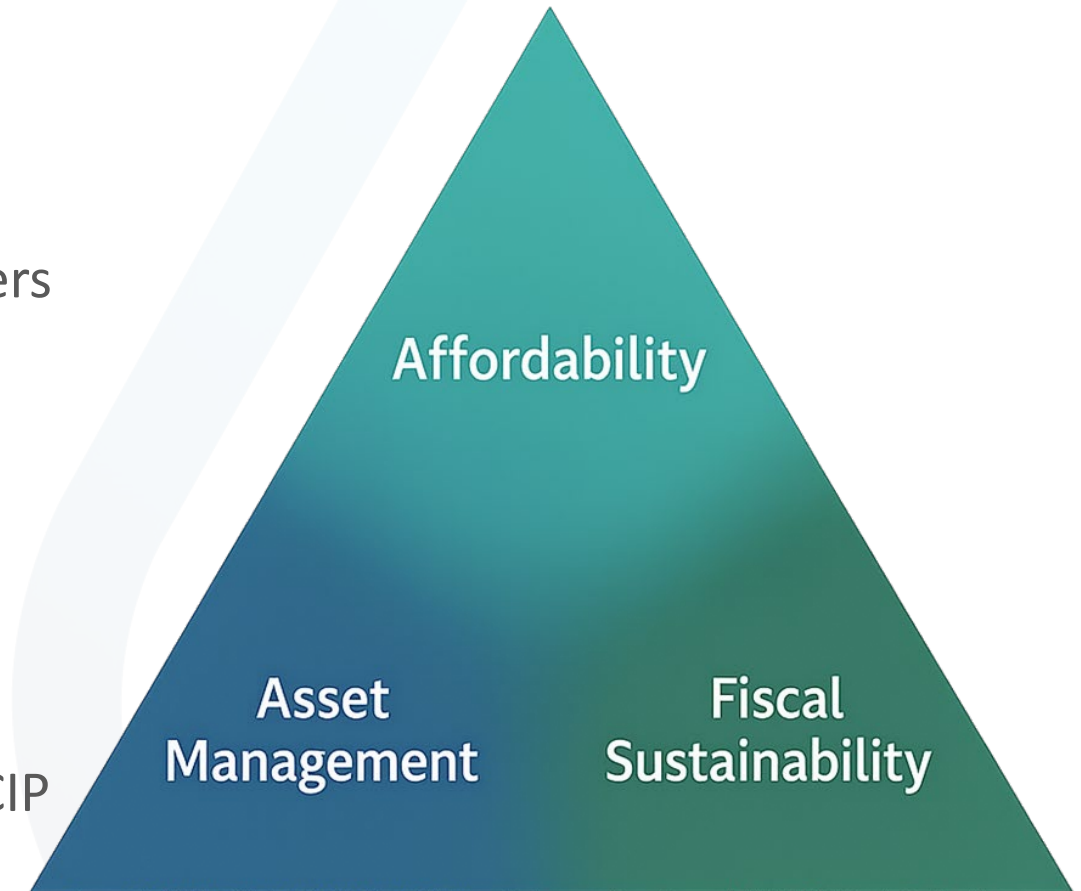 ers
Affordability
Asset
Management
Fiscal
Sustainability
CIP